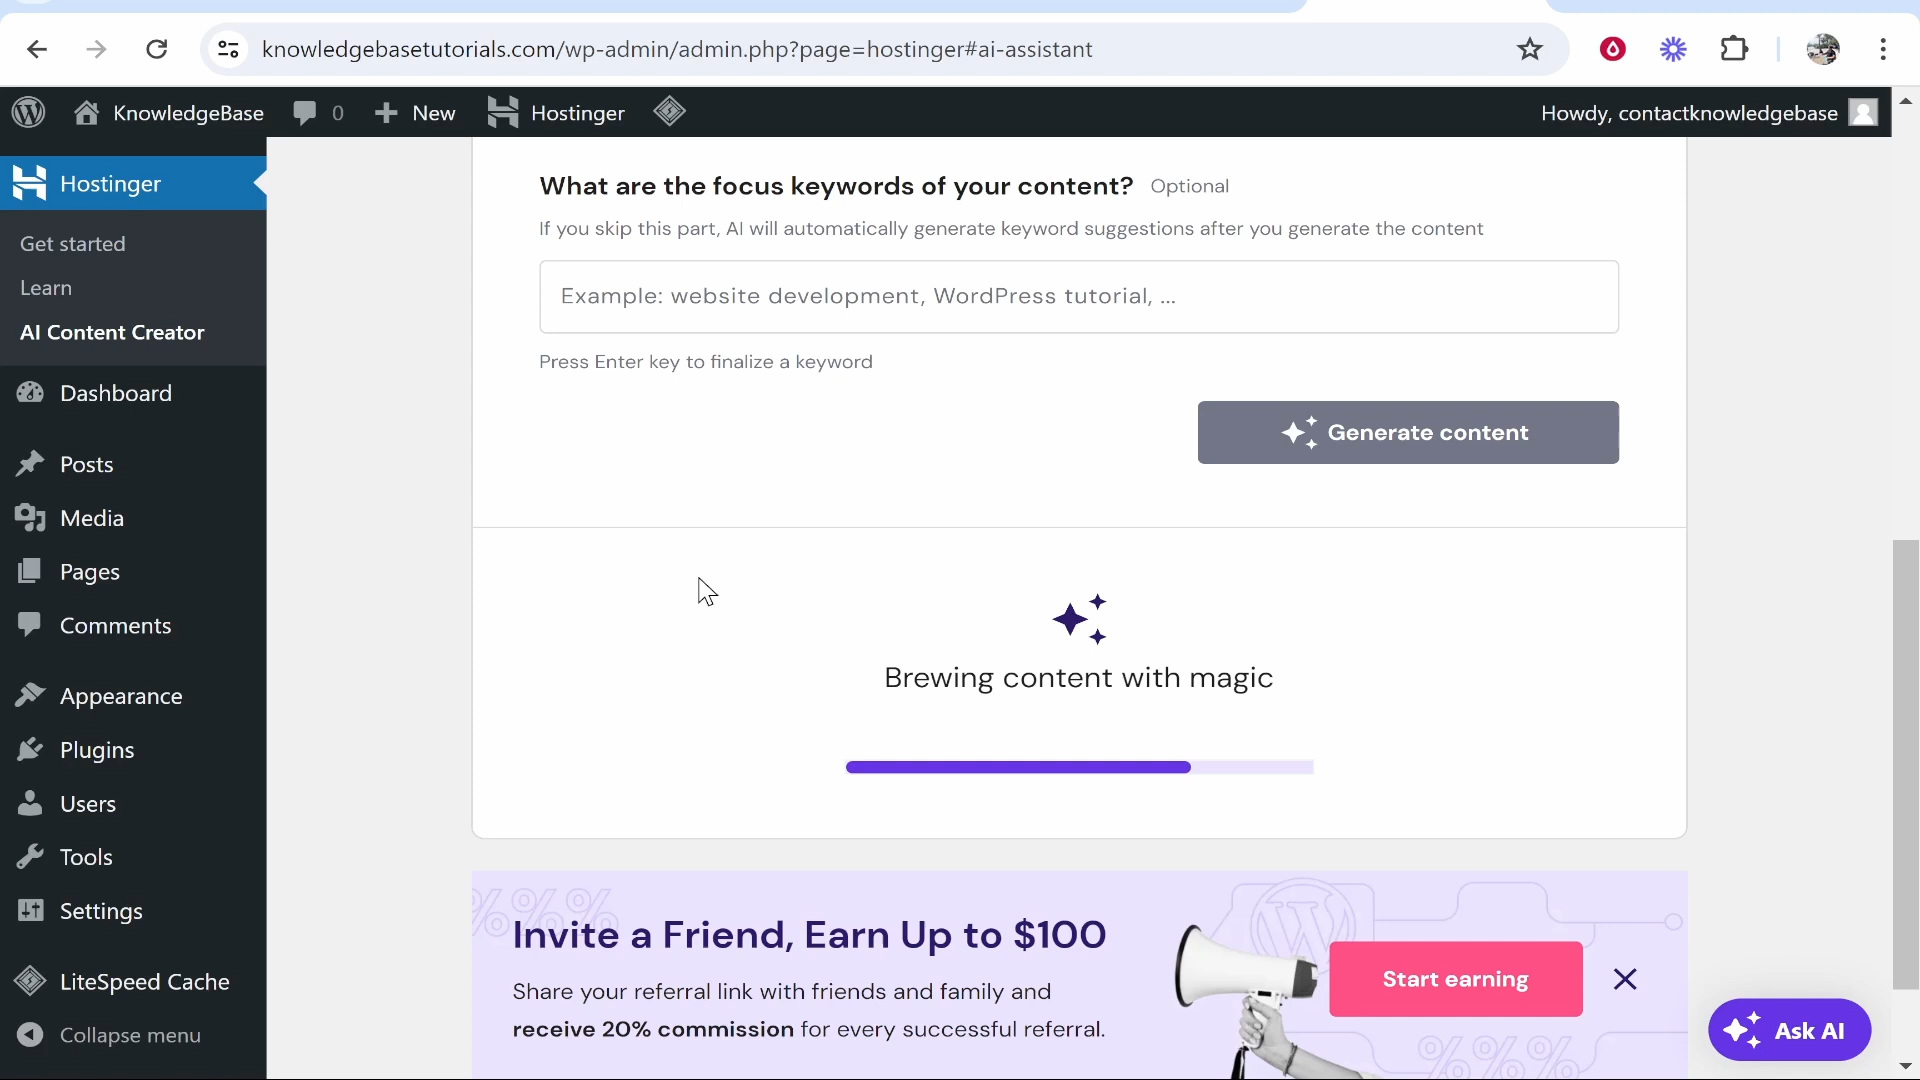 knowledgebasetutorials.com/wp-admin/admin.php?page=hostinger#ai-assistant
KnowledgeBase
0
New
Hostinger
Howdy, contactknowledgebase
Hostinger
Get started
Learn
AI Content Creator
Dashboard
Posts
Media
Pages
Comments
Appearance
Plugins
Users
Tools
Settings
LiteSpeed Cache
Collapse menu
What are the focus keywords of your content? Optional
If you skip this part, AI will automatically generate keyword suggestions after you generate the content
Example: website development, WordPress tutorial, ...
Press Enter key to finalize a keyword
Generate content
Brewing content with magic
Invite a Friend, Earn Up to $100
Share your referral link with friends and family and
receive 20% commission for every successful referral.
Start earning
Ask AI